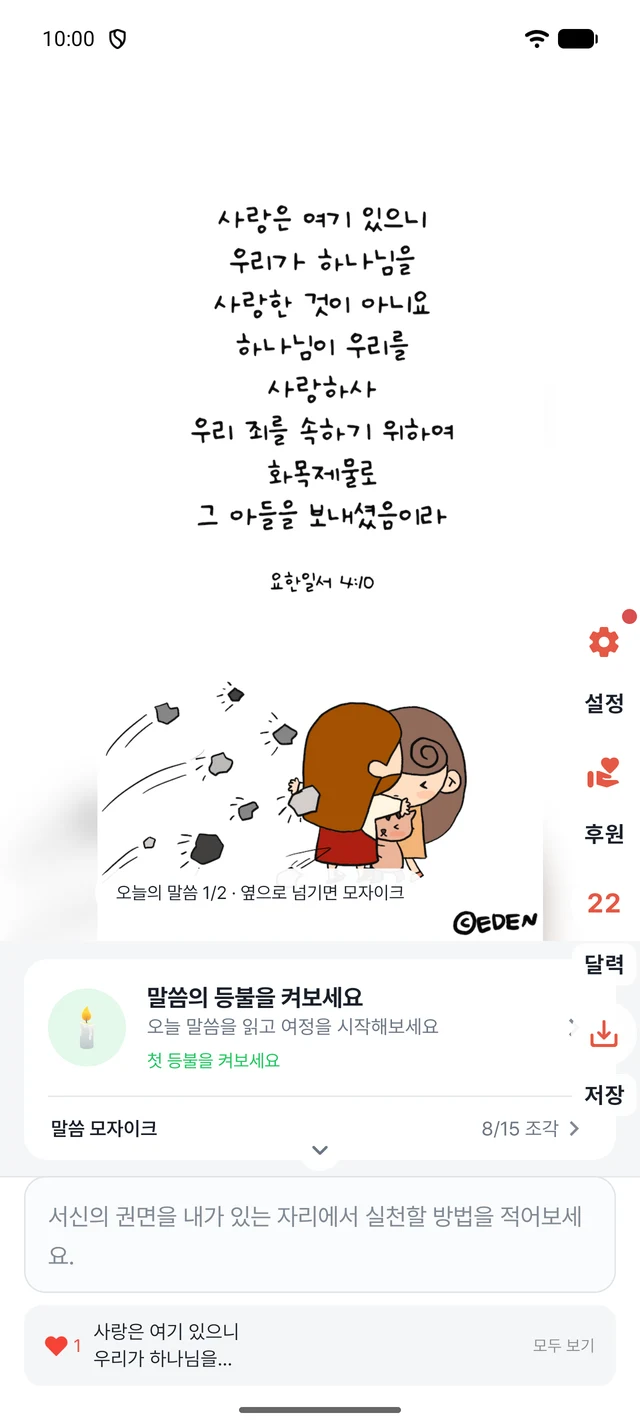 10:00
사랑은 여기 있으니
우리가 하나님을
사랑한 것이 아니요
하나님이 우리를
사랑하사
우리 죄를 속하기 위하여
화목제물로
그 아들을 보내셨음이라
요한일서 4:10
설정
후원
오늘의 말씀 1/2 · 옆으로 넘기면 모자이크
©EDEN
22
달력
말씀의 등불을 켜보세요
오늘 말씀을 읽고 여정을 시작해보세요
첫 등불을 켜보세요
저장
말씀 모자이크
8/15 조각
서신의 권면을 내가 있는 자리에서 실천할 방법을 적어보세
요.
1
사랑은 여기 있으니
우리가 하나님을...
모두 보기